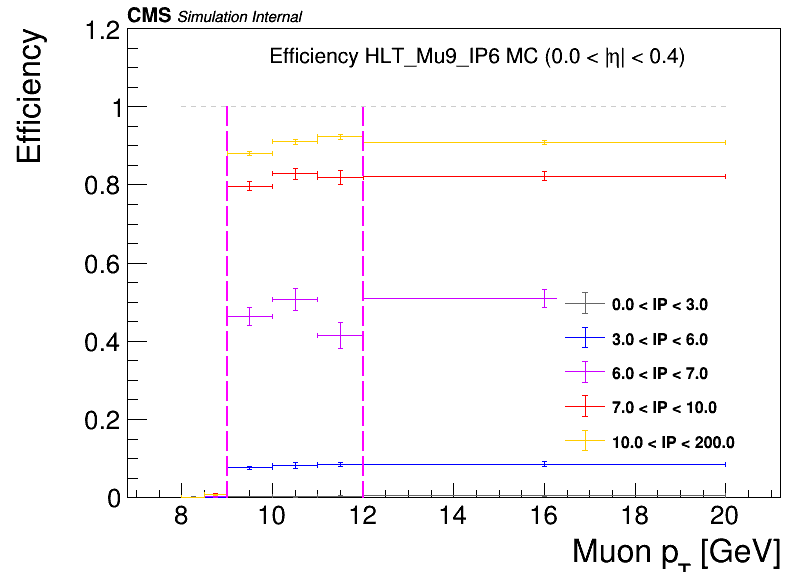 CMS Simulation Internal
Efficiency HLT_Mu9_IP6 MC (0.0 < |η| < 0.4)
Efficiency
1.2
1
0.8
0.6
0.4
0.2
0
0.0 < IP < 3.0
3.0 < IP < 6.0
6.0 < IP < 7.0
7.0 < IP < 10.0
10.0 < IP < 200.0
8 10 12 14 16 18 20
Muon p_T [GeV]